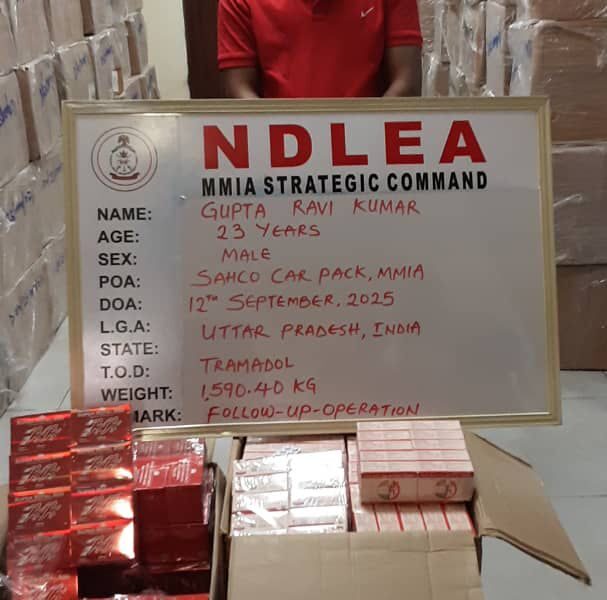 NDLEA
MMIA STRATEGIC COMMAND
NAME: GUPTA RAVI KUMAR
AGE: 23 YEARS
SEX: MALE
POA: SAHCO CAR PACK, MMIA
DOA: 12TH SEPTEMBER, 2025
L.G.A: UTTAR PRADESH, INDIA
STATE:
T.O.D: TRAMADOL
WEIGHT: 1,590.40 KG
MARK: FOLLOW-UP-OPERATION